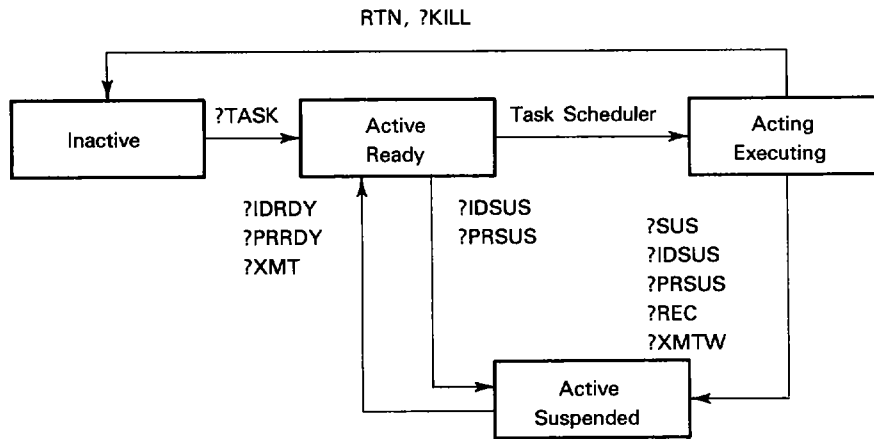 RTN, ?KILL
Inactive
?TASK
Active
Ready
Task Scheduler
Acting
Executing
?IDRDY
?PRRDY
?XMT
?IDSUS
?PRSUS
?SUS
?IDSUS
?PRSUS
?REC
?XMTW
Active
Suspended